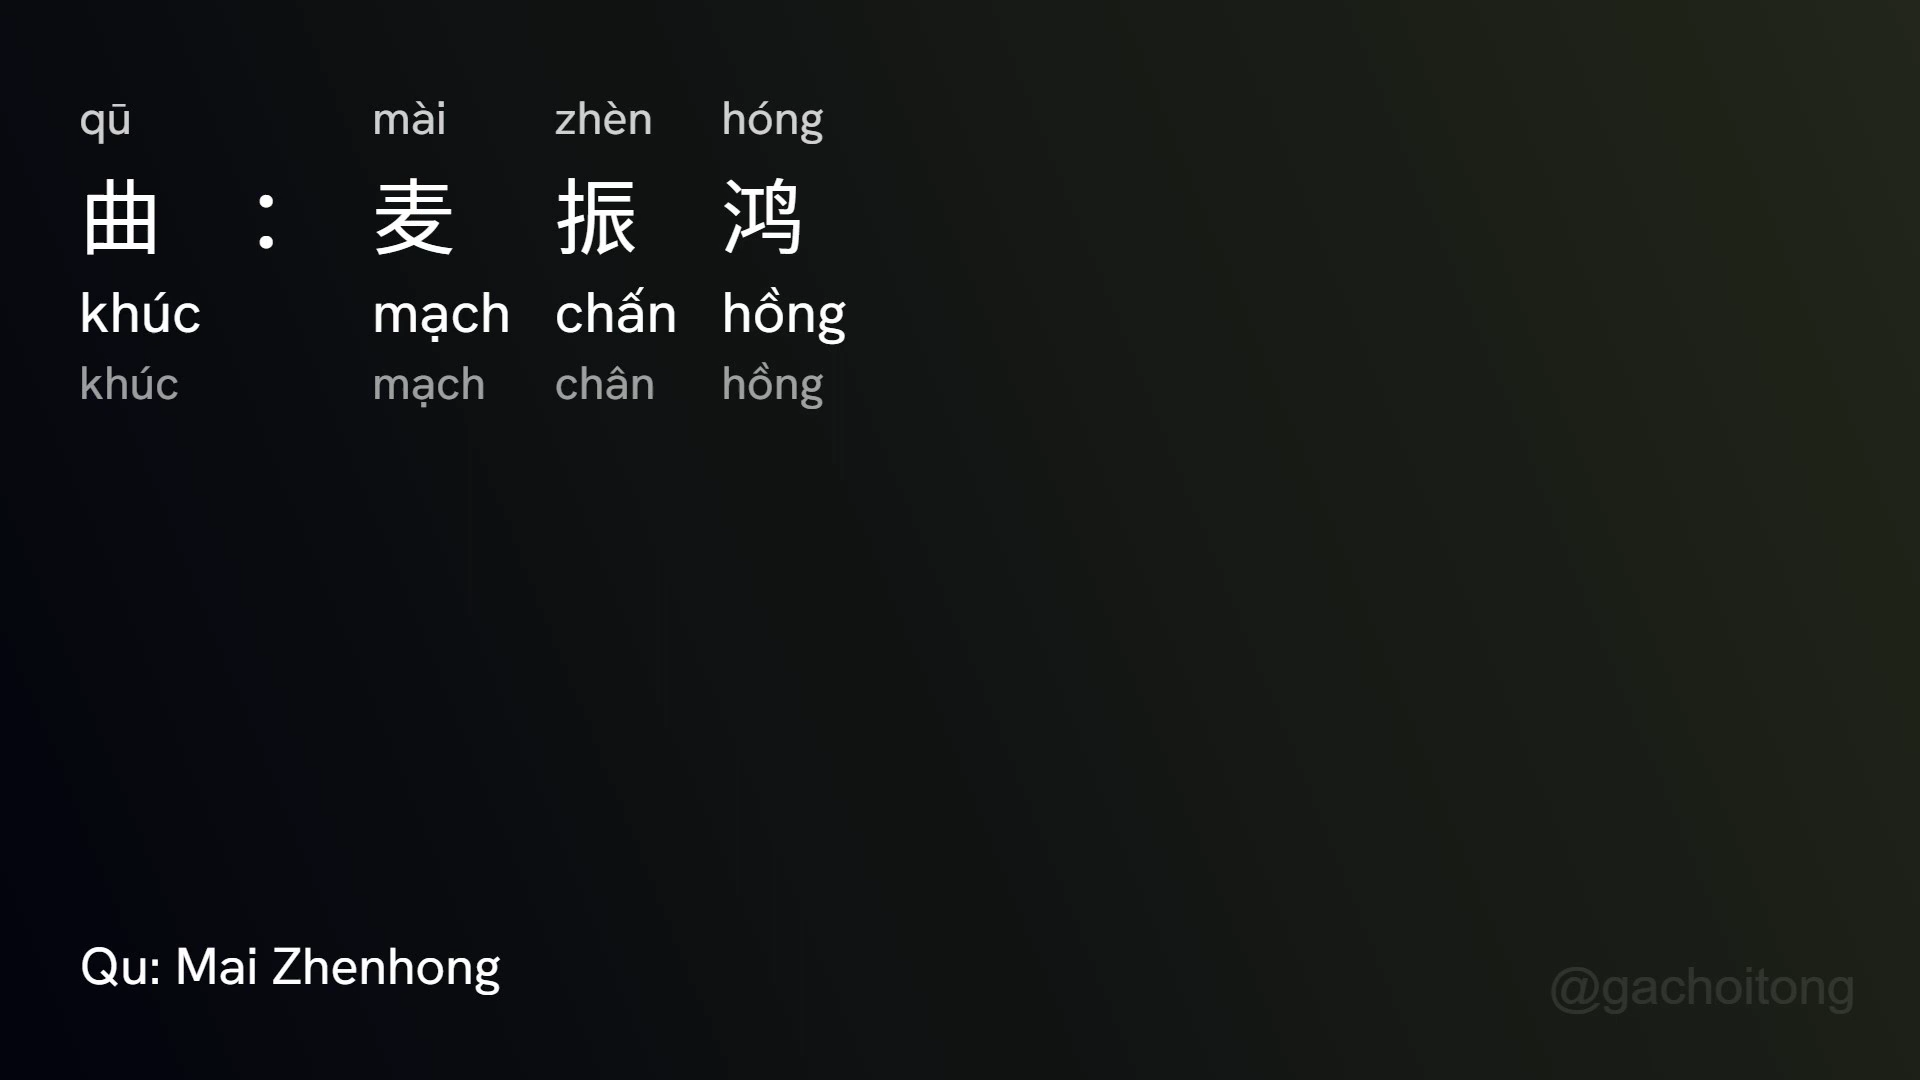 qū mài zhèn hóng
曲：麦振鸿
khúc mạch chấn hồng
khúc mạch chân hồng
Qu: Mai Zhenhong
@gachoitong